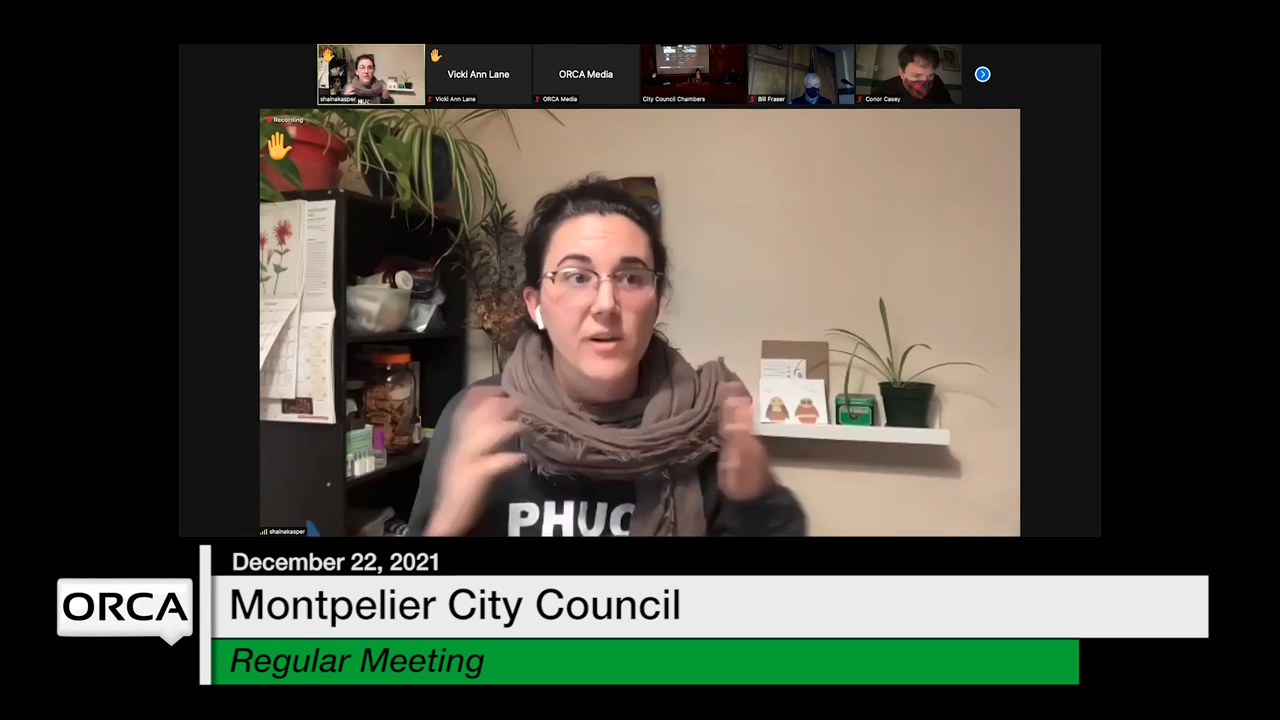 Vicki Ann Lane
ORCA Media
shainakasper
Vicki Ann Lane
ORCA Media
City Council Chambers
Bill Fraser
Conor Casey
Recording
PHUC
shainakasper
December 22, 2021
ORCA
Montpelier City Council
Regular Meeting